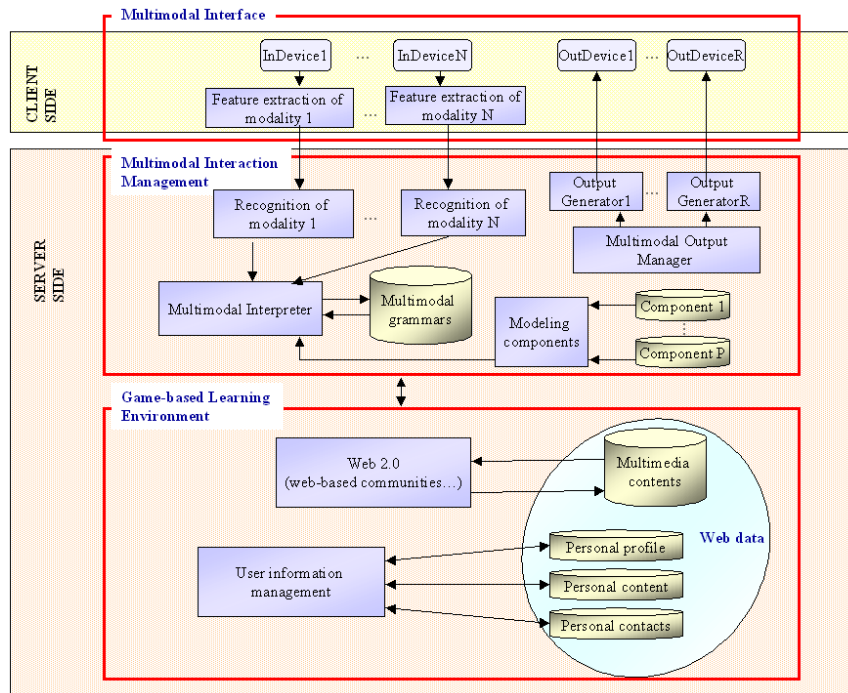 Multimodal Interface
CLIENT
SIDE
InDevice1
...
InDeviceN
OutDevice1
...
OutDeviceR
Feature extraction of
modality 1
...
Feature extraction of
modality N
SERVER
SIDE
Multimodal Interaction
Management
Recognition of
modality 1
...
Recognition of
modality N
Output
Generator1
...
Output
GeneratorR
Multimodal Output
Manager
Multimodal Interpreter
Multimodal
grammars
Modeling
components
Component 1
Component P
Game-based Learning
Environment
Web 2.0
(web-based communities...)
Multimedia
contents
Web data
User information
management
Personal profile
Personal content
Personal contacts